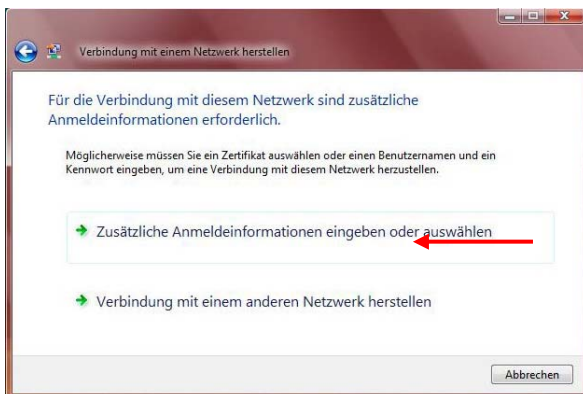 Verbindung mit einem Netzwerk herstellen
Für die Verbindung mit diesem Netzwerk sind zusätzliche
Anmeldeinformationen erforderlich.
Möglicherweise müssen Sie ein Zertifikat auswählen oder einen Benutzernamen und ein
Kennwort eingeben, um eine Verbindung mit diesem Netzwerk herzustellen.
Zusätzliche Anmeldeinformationen eingeben oder auswählen
Verbindung mit einem anderen Netzwerk herstellen
Abbrechen